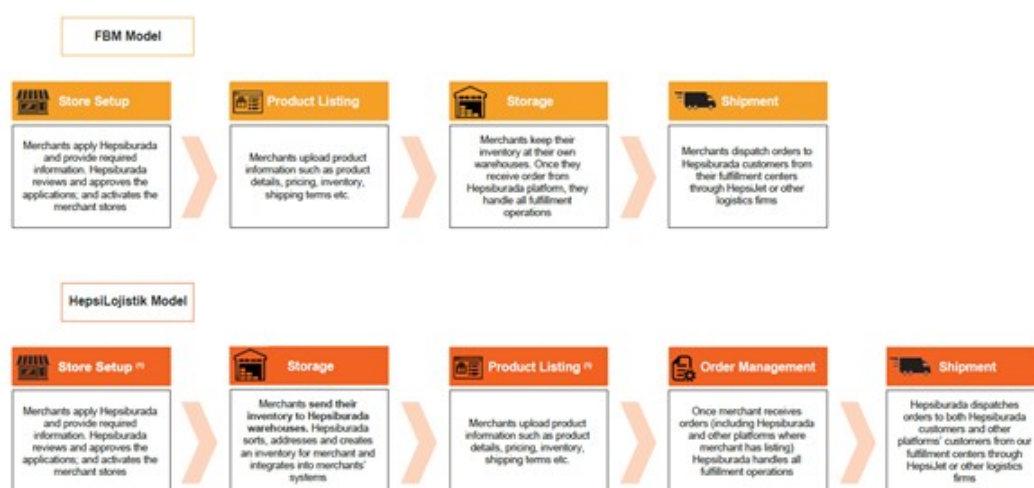 FBM Model
Store Setup
Merchants apply Hepsiburada
and provide required
information. Hepsiburada
reviews and approves the
applications; and activates the
merchant stores
Product Listing
Merchants upload product
information such as product
details, pricing, inventory,
shipping terms etc.
Storage
Merchants keep their
inventory at their own
warehouses. Once they
receive order from
Hepsiburada platform, they
handle all fulfillment
operations
Shipment
Merchants dispatch orders to
Hepsiburada customers from
their fulfillment centers
through HepsiJet or other
logistics firms
HepsiLojistik Model
Store Setup
Merchants apply Hepsiburada
and provide required
information. Hepsiburada
reviews and approves the
applications; and activates the
merchant stores
Storage
Merchants send their
inventory to Hepsiburada
warehouses. Hepsiburada
sorts, addresses and creates
an inventory for merchant and
integrates into merchants'
systems
Product Listing
Merchants upload product
information such as product
details, pricing, inventory,
shipping terms etc.
Order Management
Once merchant receives
orders (including Hepsiburada
and other platforms where
merchant has listing)
Hepsiburada handles all
fulfillment operations
Shipment
Hepsiburada dispatches
orders to both Hepsiburada
customers and other
platforms' customers from our
fulfillment centers through
HepsiJet or other logistics
firms